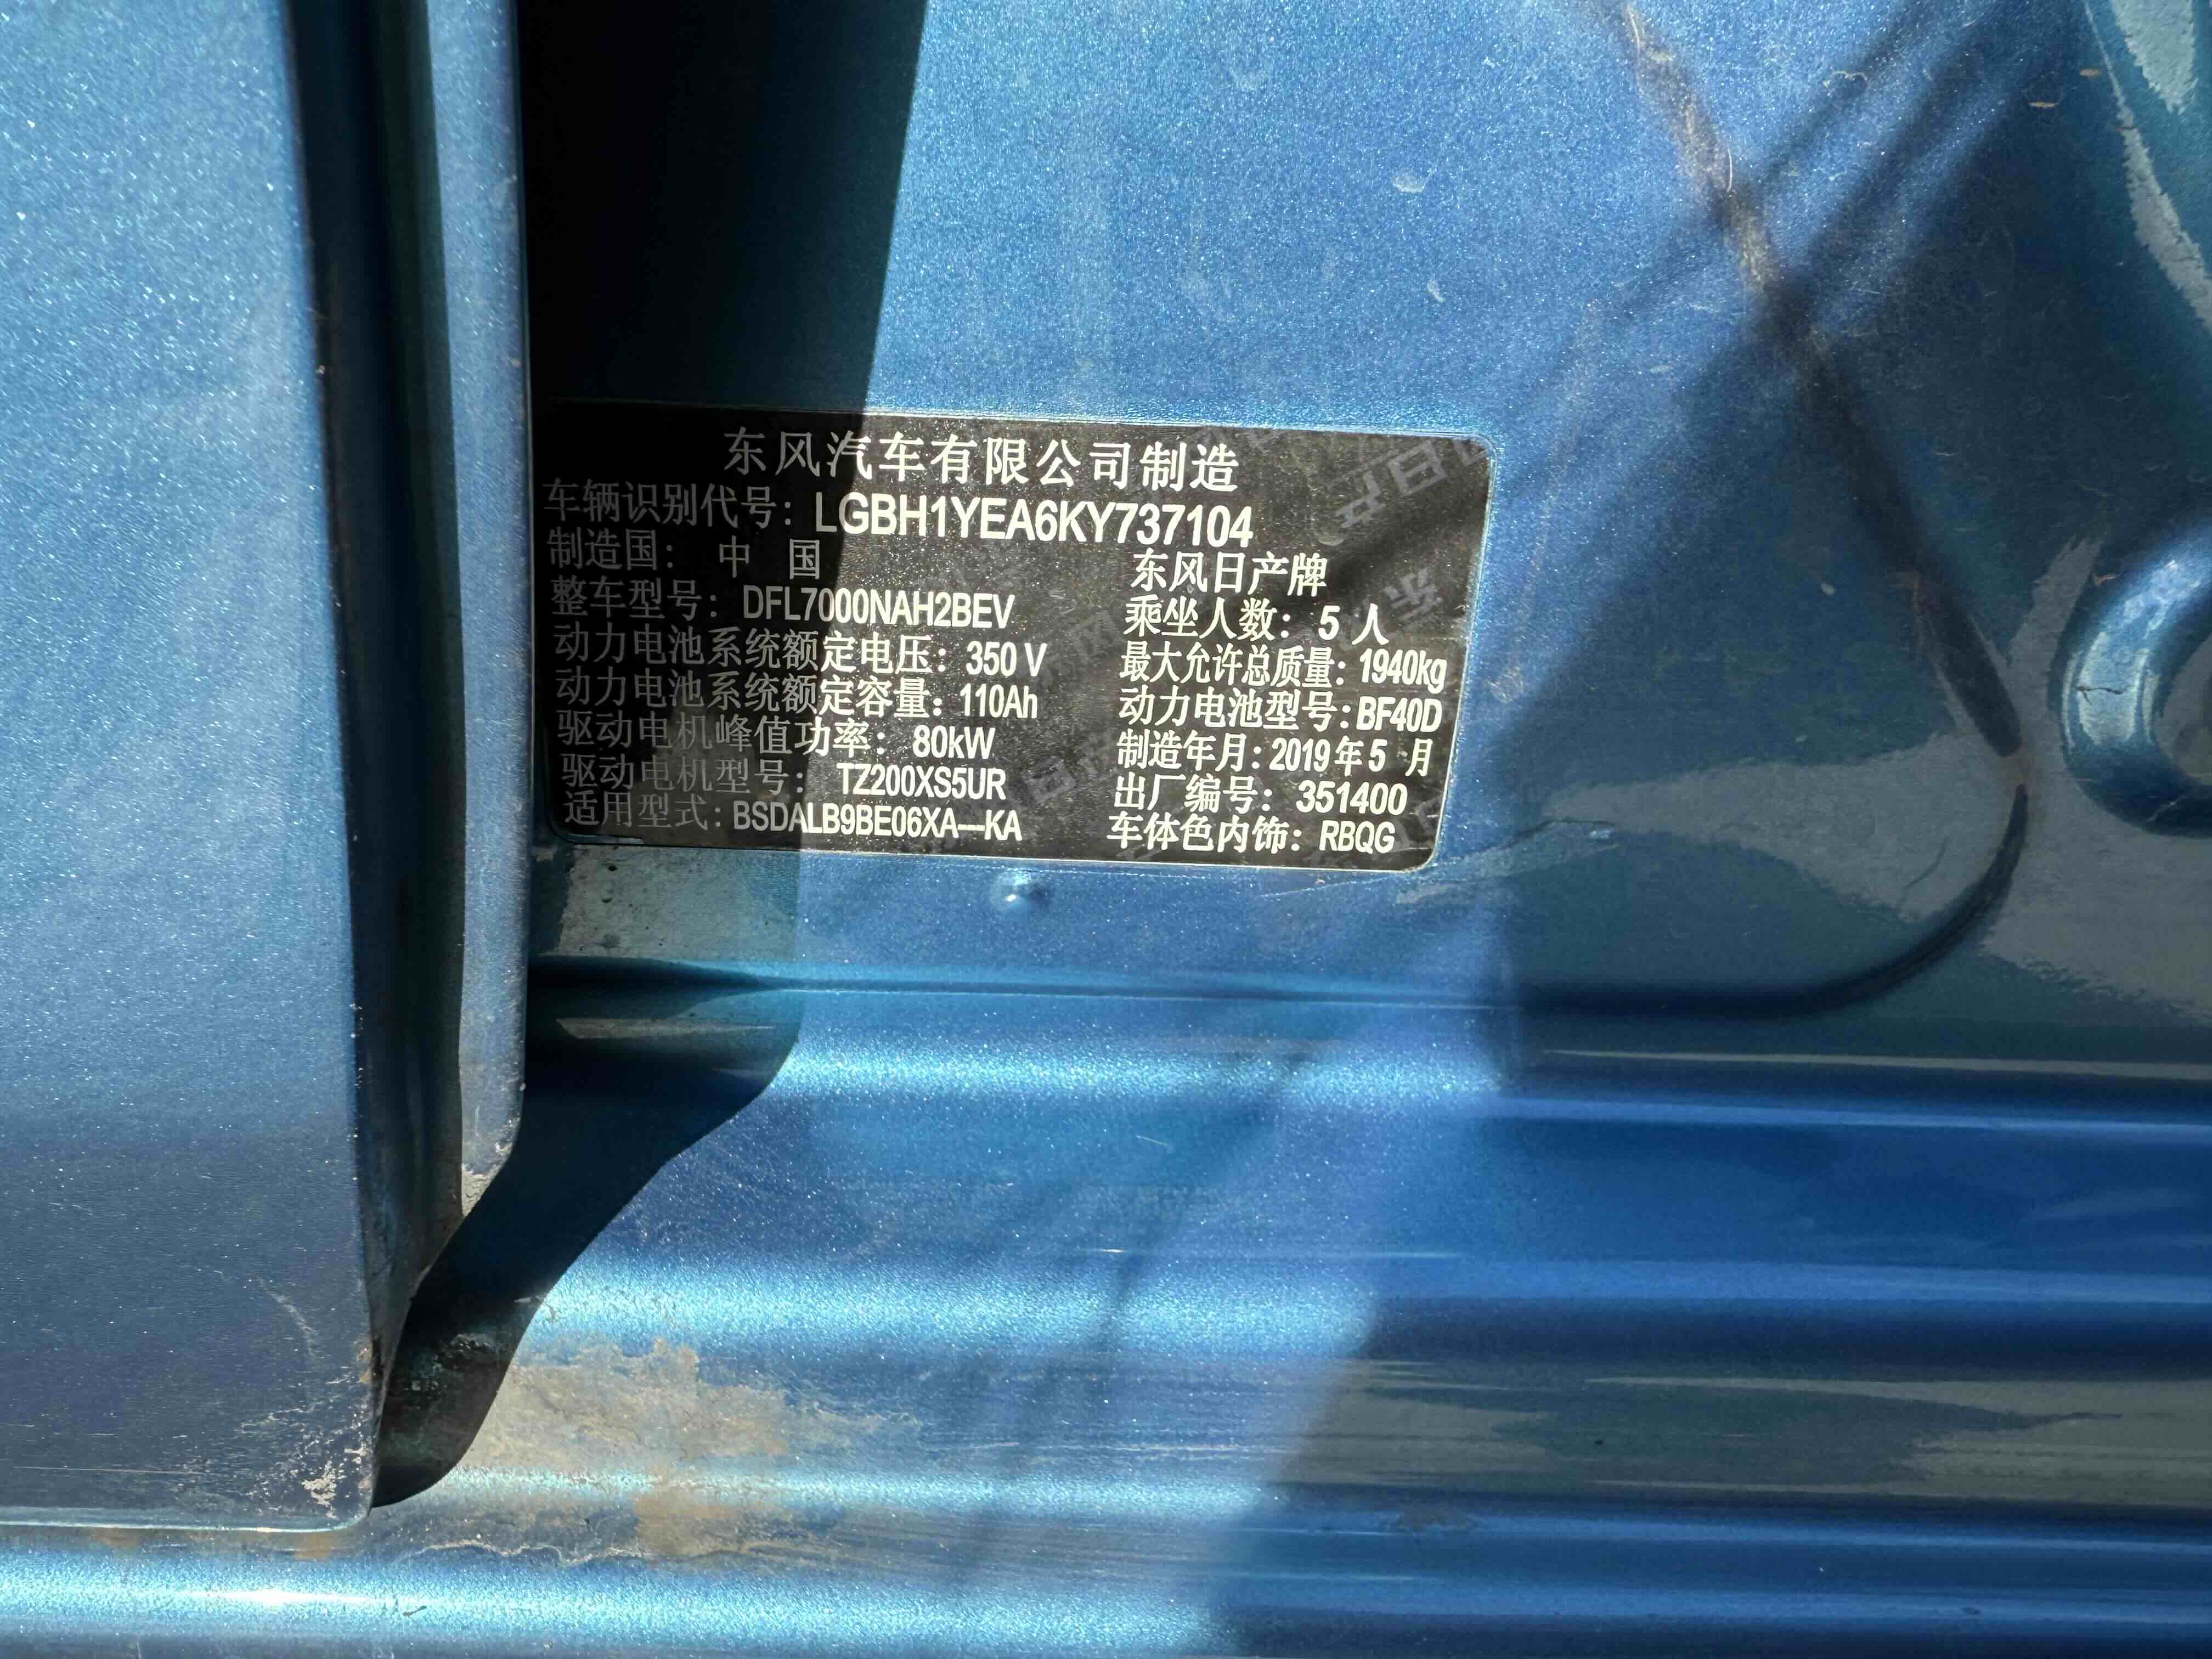 东风汽车有限公司制造
车辆识别代号：LGBH1YEA6KY737104
制造国：中 国 东风日产牌
整车型号：DFL7000NAH2BEV 乘坐人数：5 人
动力电池系统额定电压：350 V 最大允许总质量：1940kg
动力电池系统额定容量：110Ah 动力电池型号：BF40D
驱动电机峰值功率：80kW 制造年月：2019年5 月
驱动电机型号：TZ200XS5UR 出厂编号：351400
适用型式：BSDALB9BE06XA—KA 车体色内饰：RBQG